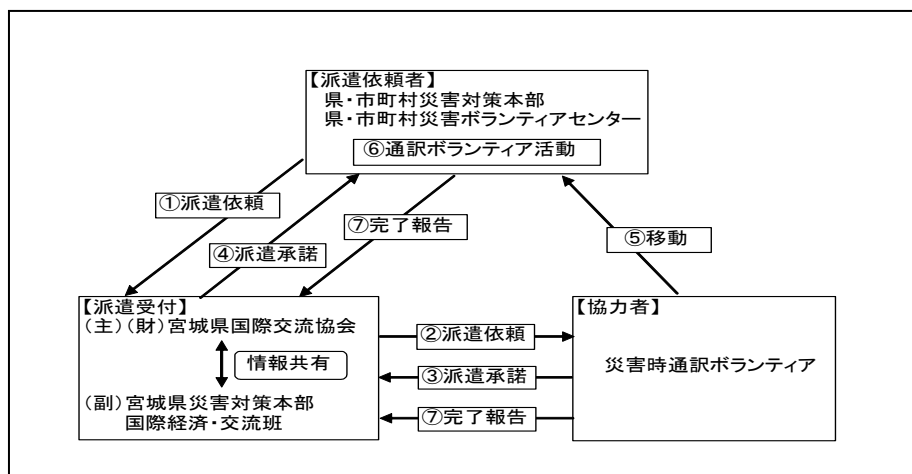 【派遣依頼者】
県・市町村災害対策本部
県・市町村災害ボランティアセンター
⑥通訳ボランティア活動
①派遣依頼
④派遣承諾
⑦完了報告
⑤移動
【派遣受付】
(主)(財)宮城県国際交流協会
情報共有
(副)宮城県災害対策本部
国際経済・交流班
②派遣依頼
③派遣承諾
⑦完了報告
【協力者】
災害時通訳ボランティア